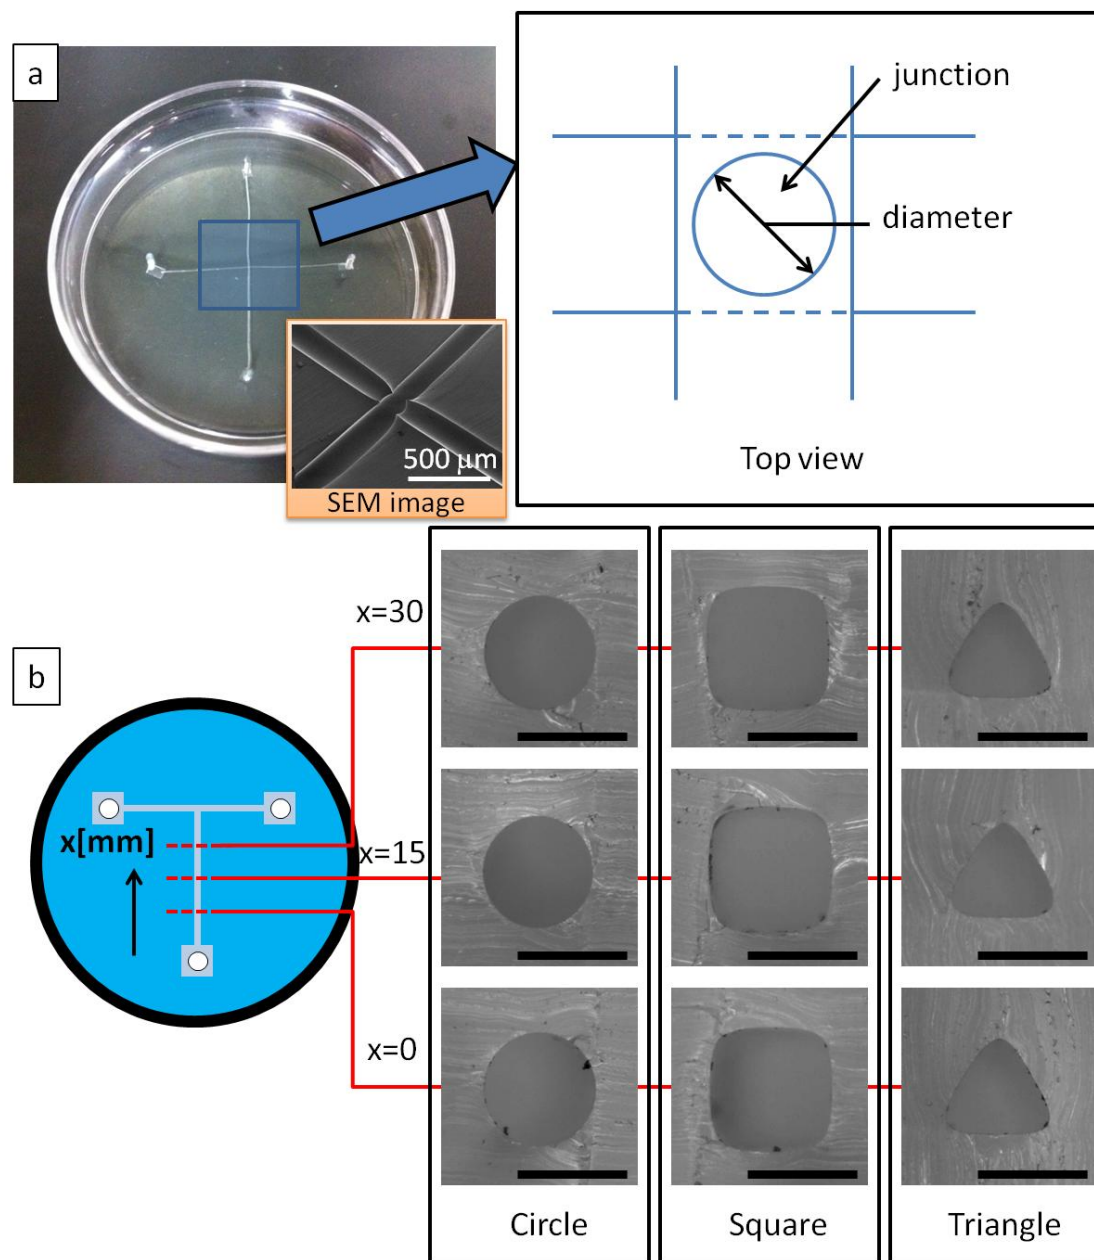 a
junction
diameter
Top view
500 μm
SEM image
b
x=30
x[mm]
x=15
x=0
Circle
Square
Triangle